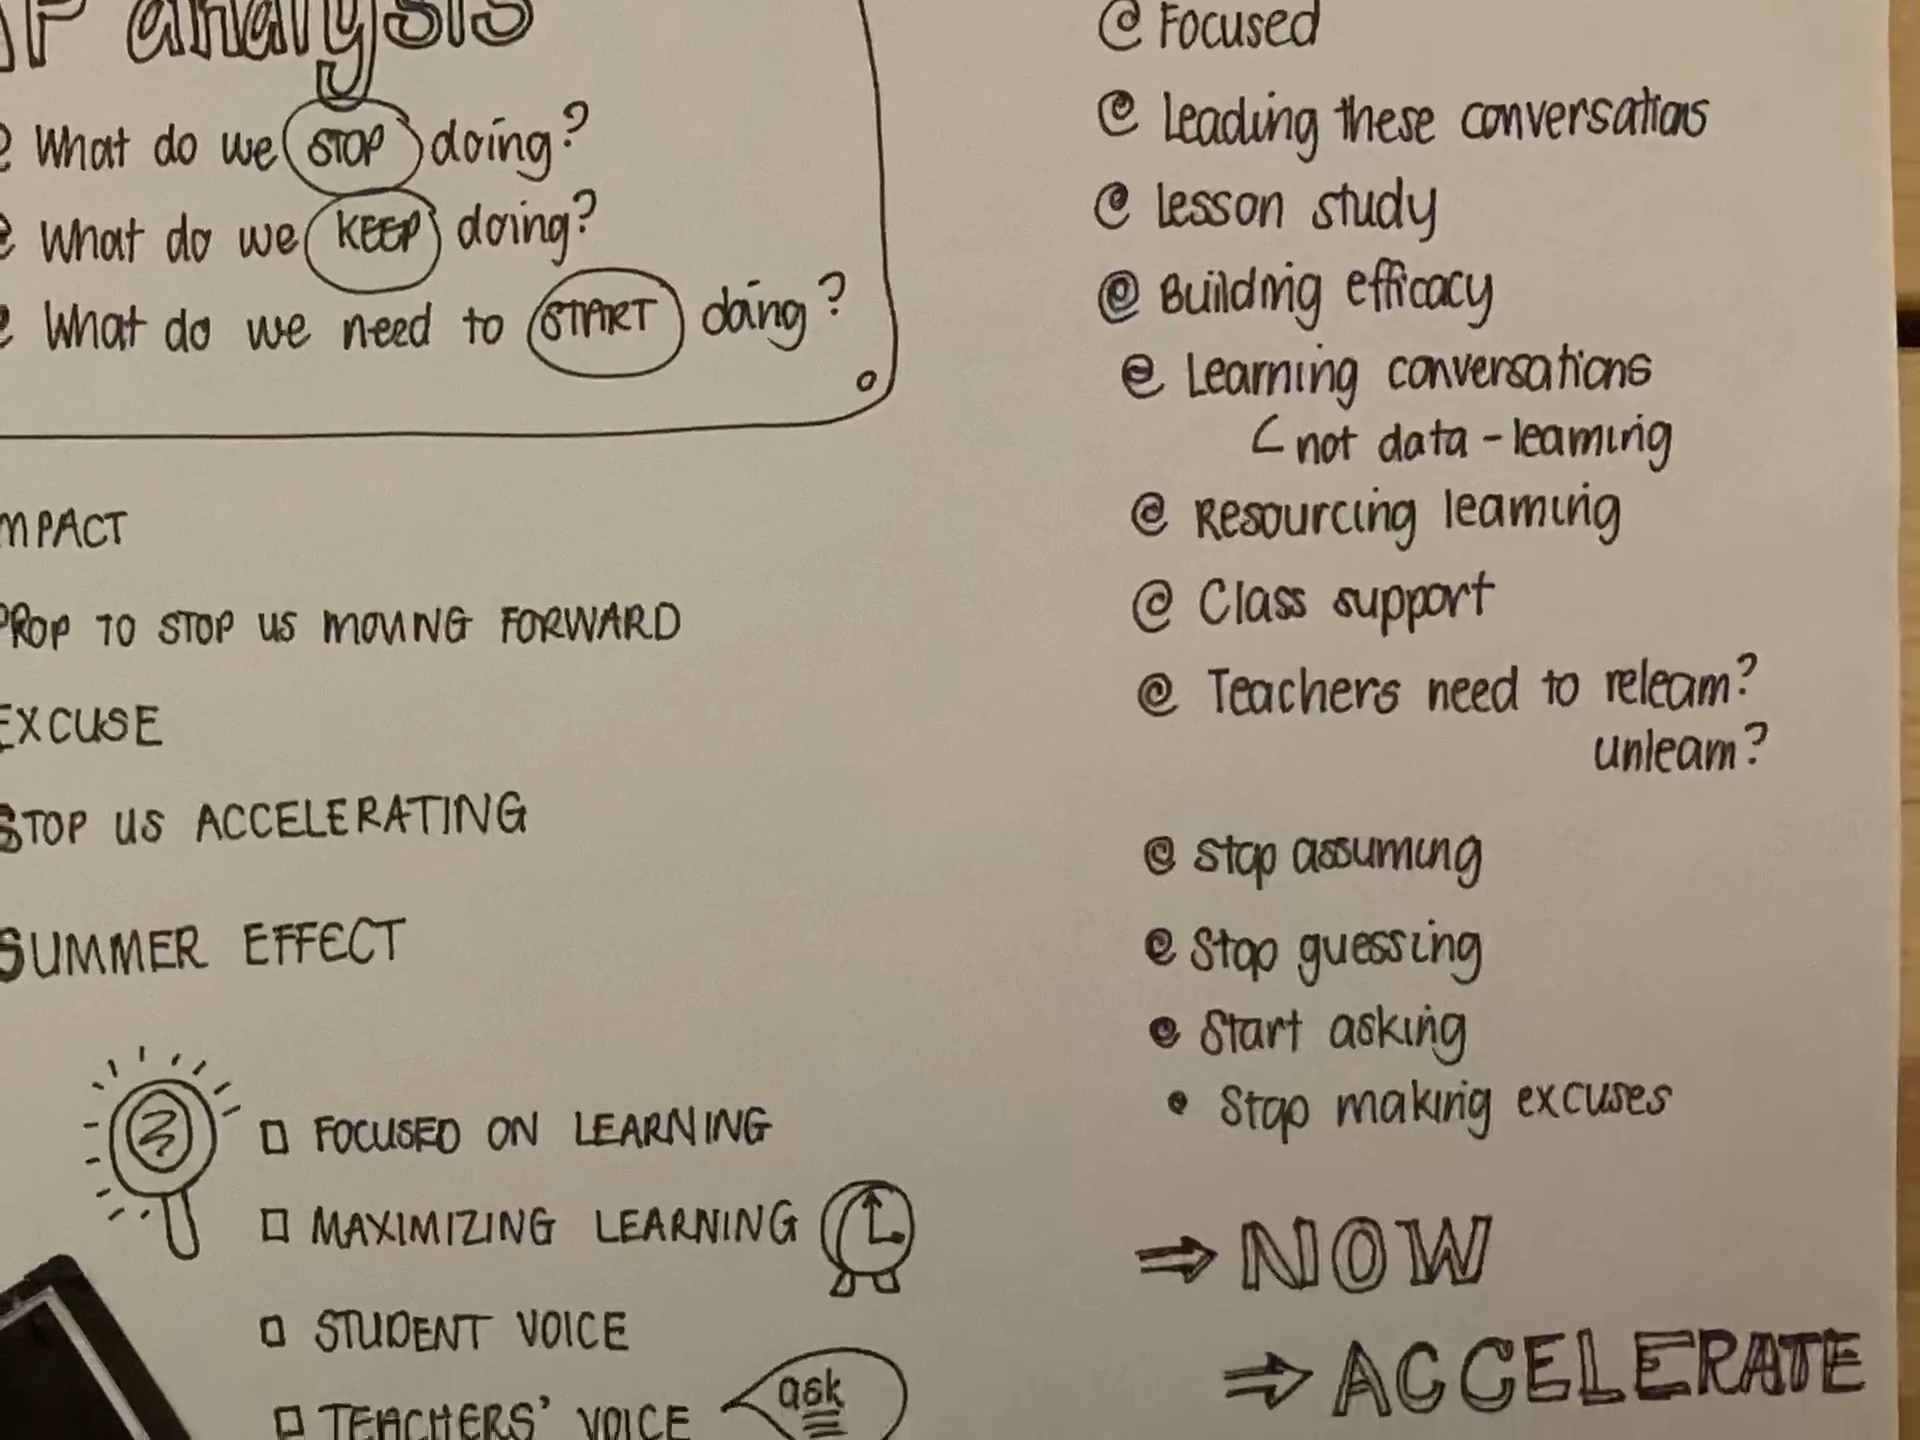 analysis
What do we STOP doing?
What do we KEEP doing?
What do we need to START doing?
MPACT
PROP TO STOP US MOVING FORWARD
EXCUSE
STOP US ACCELERATING
SUMMER EFFECT
FOCUSED ON LEARNING
MAXIMIZING LEARNING
STUDENT VOICE
TEACHERS' VOICE
ask
Focused
Leading these conversations
Lesson study
Building efficacy
Learning conversations
not data - learning
Resourcing learning
Class support
Teachers need to relearn?
unlearn?
Stop assuming
Stop guessing
Start asking
Stop making excuses
⇒ NOW
⇒ ACCELERATE